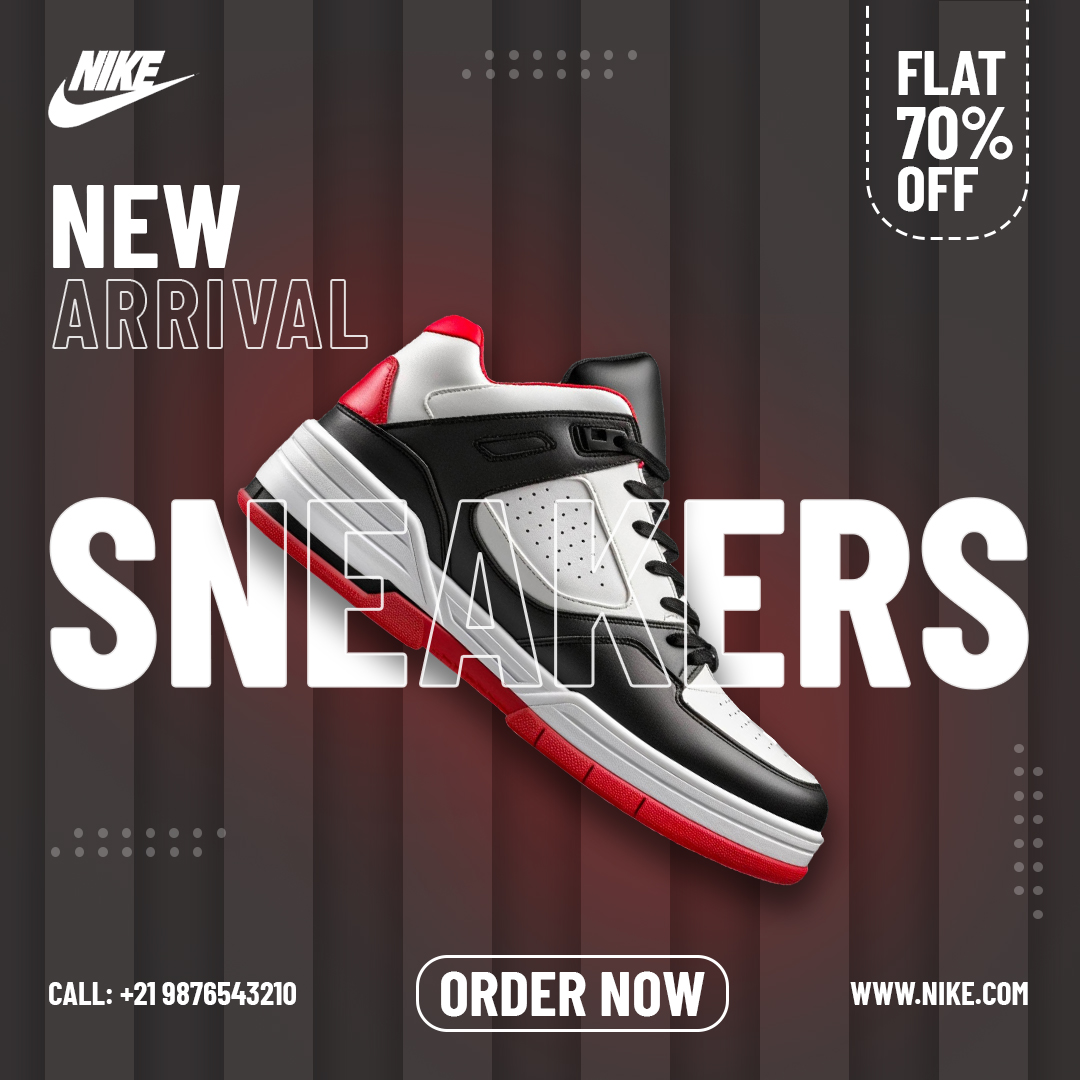 NIKE
FLAT
70%
OFF
NEW
ARRIVAL
SNEAKERS
CALL: +21 9876543210
ORDER NOW
WWW.NIKE.COM